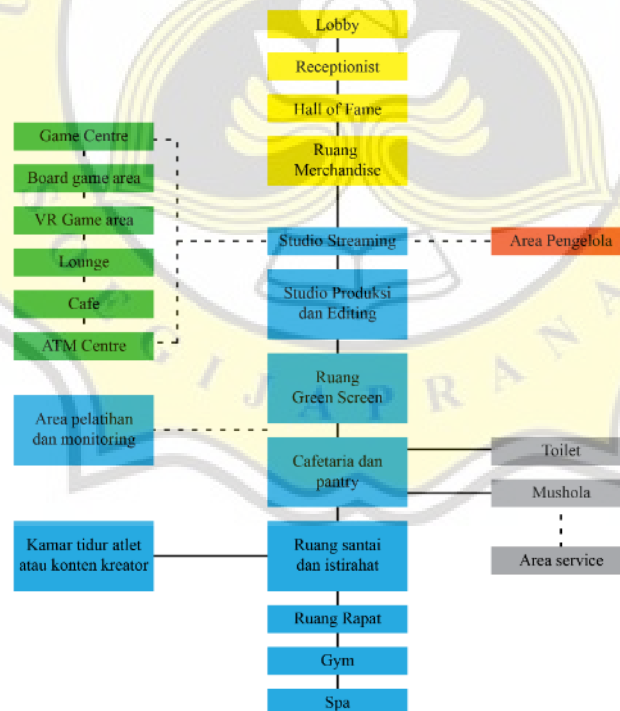 Lobby
Receptionist
Hall of Fame
Ruang
Merchandise
Game Centre
Board game area
VR Game area
Lounge
Cafe
ATM Centre
Studio Streaming
Area Pengelola
Studio Produksi
dan Editing
Ruang
Green Screen
Area pelatihan
dan monitoring
Cafetaria dan
pantry
Toilet
Mushola
Area service
Kamar tidur atlet
atau konten kreator
Ruang santai
dan istirahat
Ruang Rapat
Gym
Spa
SOEGIJAPRANA